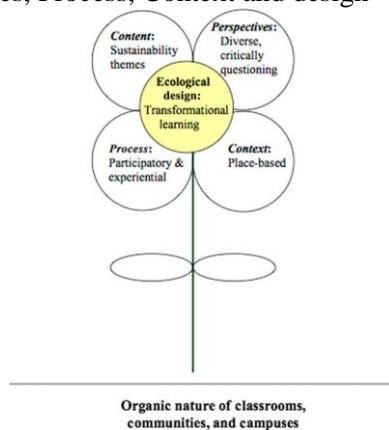 es, Process, Content and design
Content:
Sustainability
themes
Perspectives:
Diverse,
critically
questioning
Ecological
design:
Transformational
learning
Process:
Participatory &
experiential
Context:
Place-based
Organic nature of classrooms,
communities, and campuses